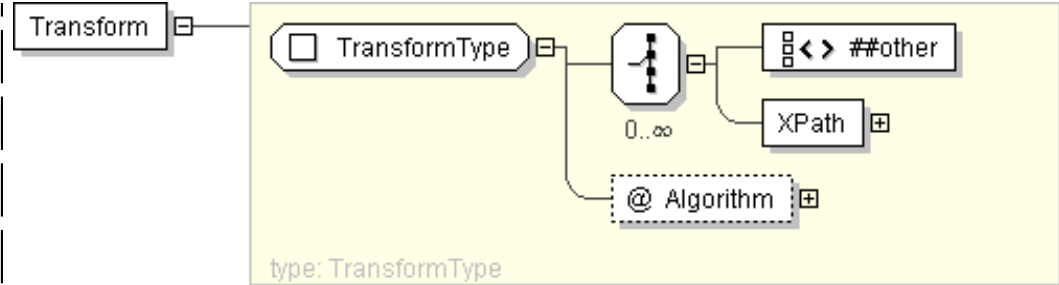 Transform
TransformType
##other
0..∞
XPath
@ Algorithm
type: TransformType